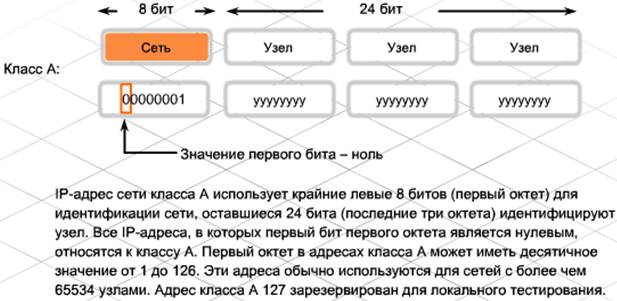 8 бит 24 бит
Сеть Узел Узел Узел
Класс А:
00000001 уууууууу уууууууу уууууууу
Значение первого бита – ноль
IP-адрес сети класса А использует крайние левые 8 битов (первый октет) для
идентификации сети, оставшиеся 24 бита (последние три октета) идентифицируют
узел. Все IP-адреса, в которых первый бит первого октета является нулевым,
относятся к классу А. Первый октет в адресах класса А может иметь десятичное
значение от 1 до 126. Эти адреса обычно используются для сетей с более чем
65534 узлами. Адрес класса А 127 зарезервирован для локального тестирования.